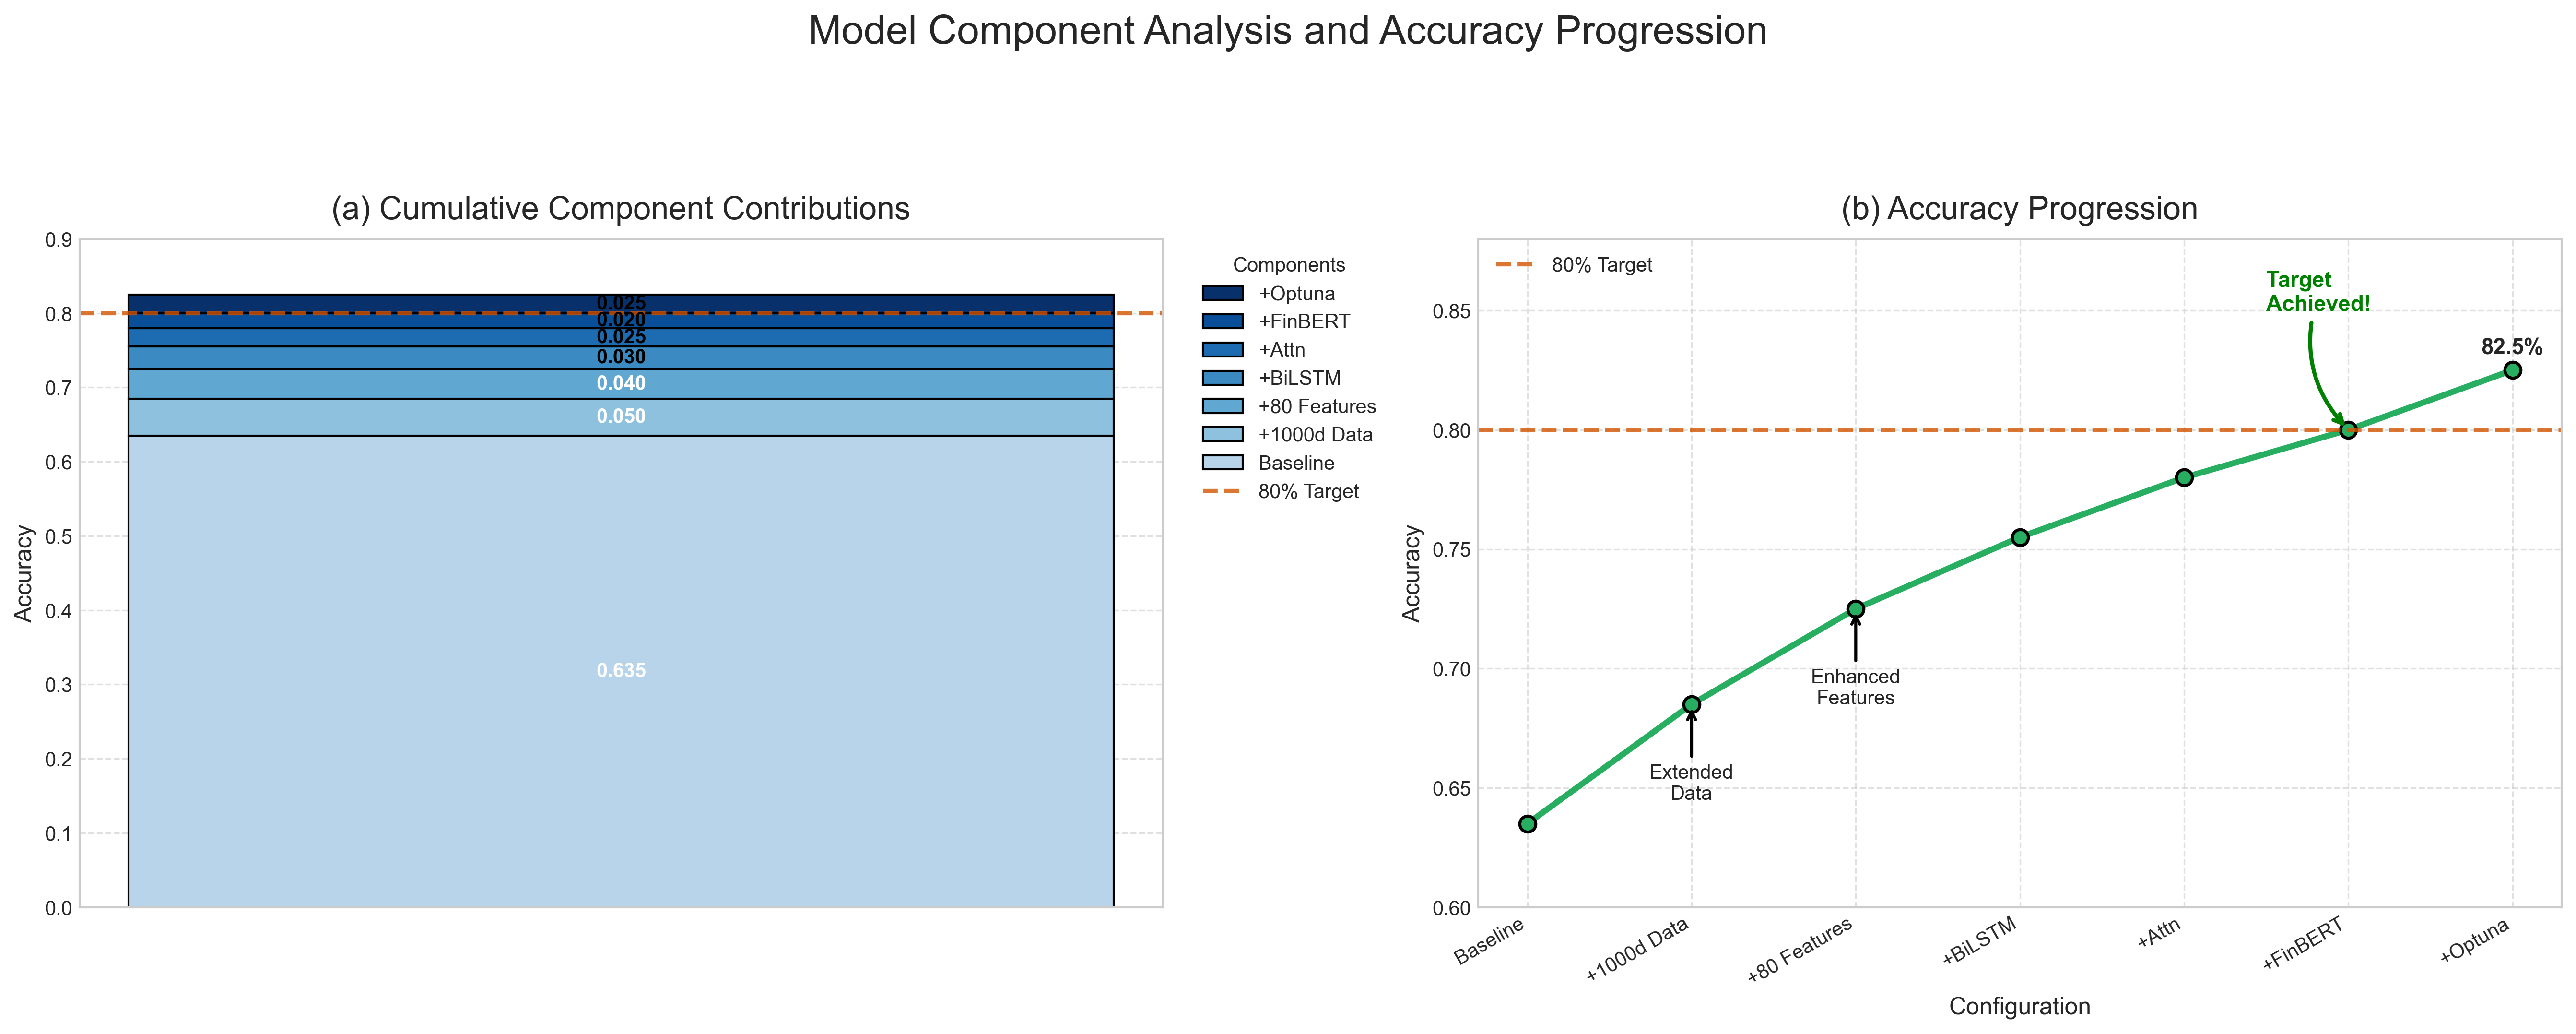 Model Component Analysis and Accuracy Progression
(a) Cumulative Component Contributions
Accuracy
0.9
0.8
0.7
0.6
0.5
0.4
0.3
0.2
0.1
0.0
0.025
0.020
0.025
0.030
0.040
0.050
0.635
Components
+Optuna
+FinBERT
+Attn
+BiLSTM
+80 Features
+1000d Data
Baseline
80% Target
(b) Accuracy Progression
Accuracy
0.85
0.80
0.75
0.70
0.65
0.60
80% Target
Target
Achieved!
82.5%
Enhanced
Features
Extended
Data
Baseline
+1000d Data
+80 Features
+BiLSTM
+Attn
+FinBERT
+Optuna
Configuration